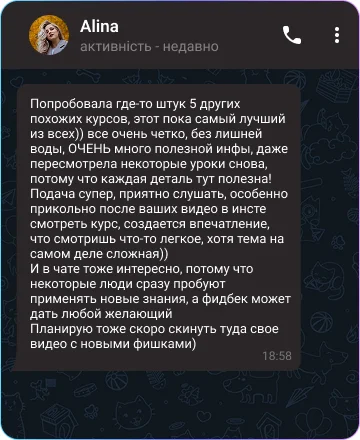 Alina
активність - недавно
Попробовала где-то штук 5 других
похожих курсов, этот пока самый лучший
из всех)) все очень четко, без лишней
воды, ОЧЕНЬ много полезной инфы, даже
пересмотрела некоторые уроки снова,
потому что каждая деталь тут полезна!
Подача супер, приятно слушать, особенно
прикольно после ваших видео в инсте
смотреть курс, создается впечатление,
что смотришь что-то легкое, хотя тема на
самом деле сложная))
И в чате тоже интересно, потому что
некоторые люди сразу пробуют
применять новые знания, а фидбек может
дать любой желающий
Планирую тоже скоро скинуть туда свое
видео с новыми фишками)
18:58